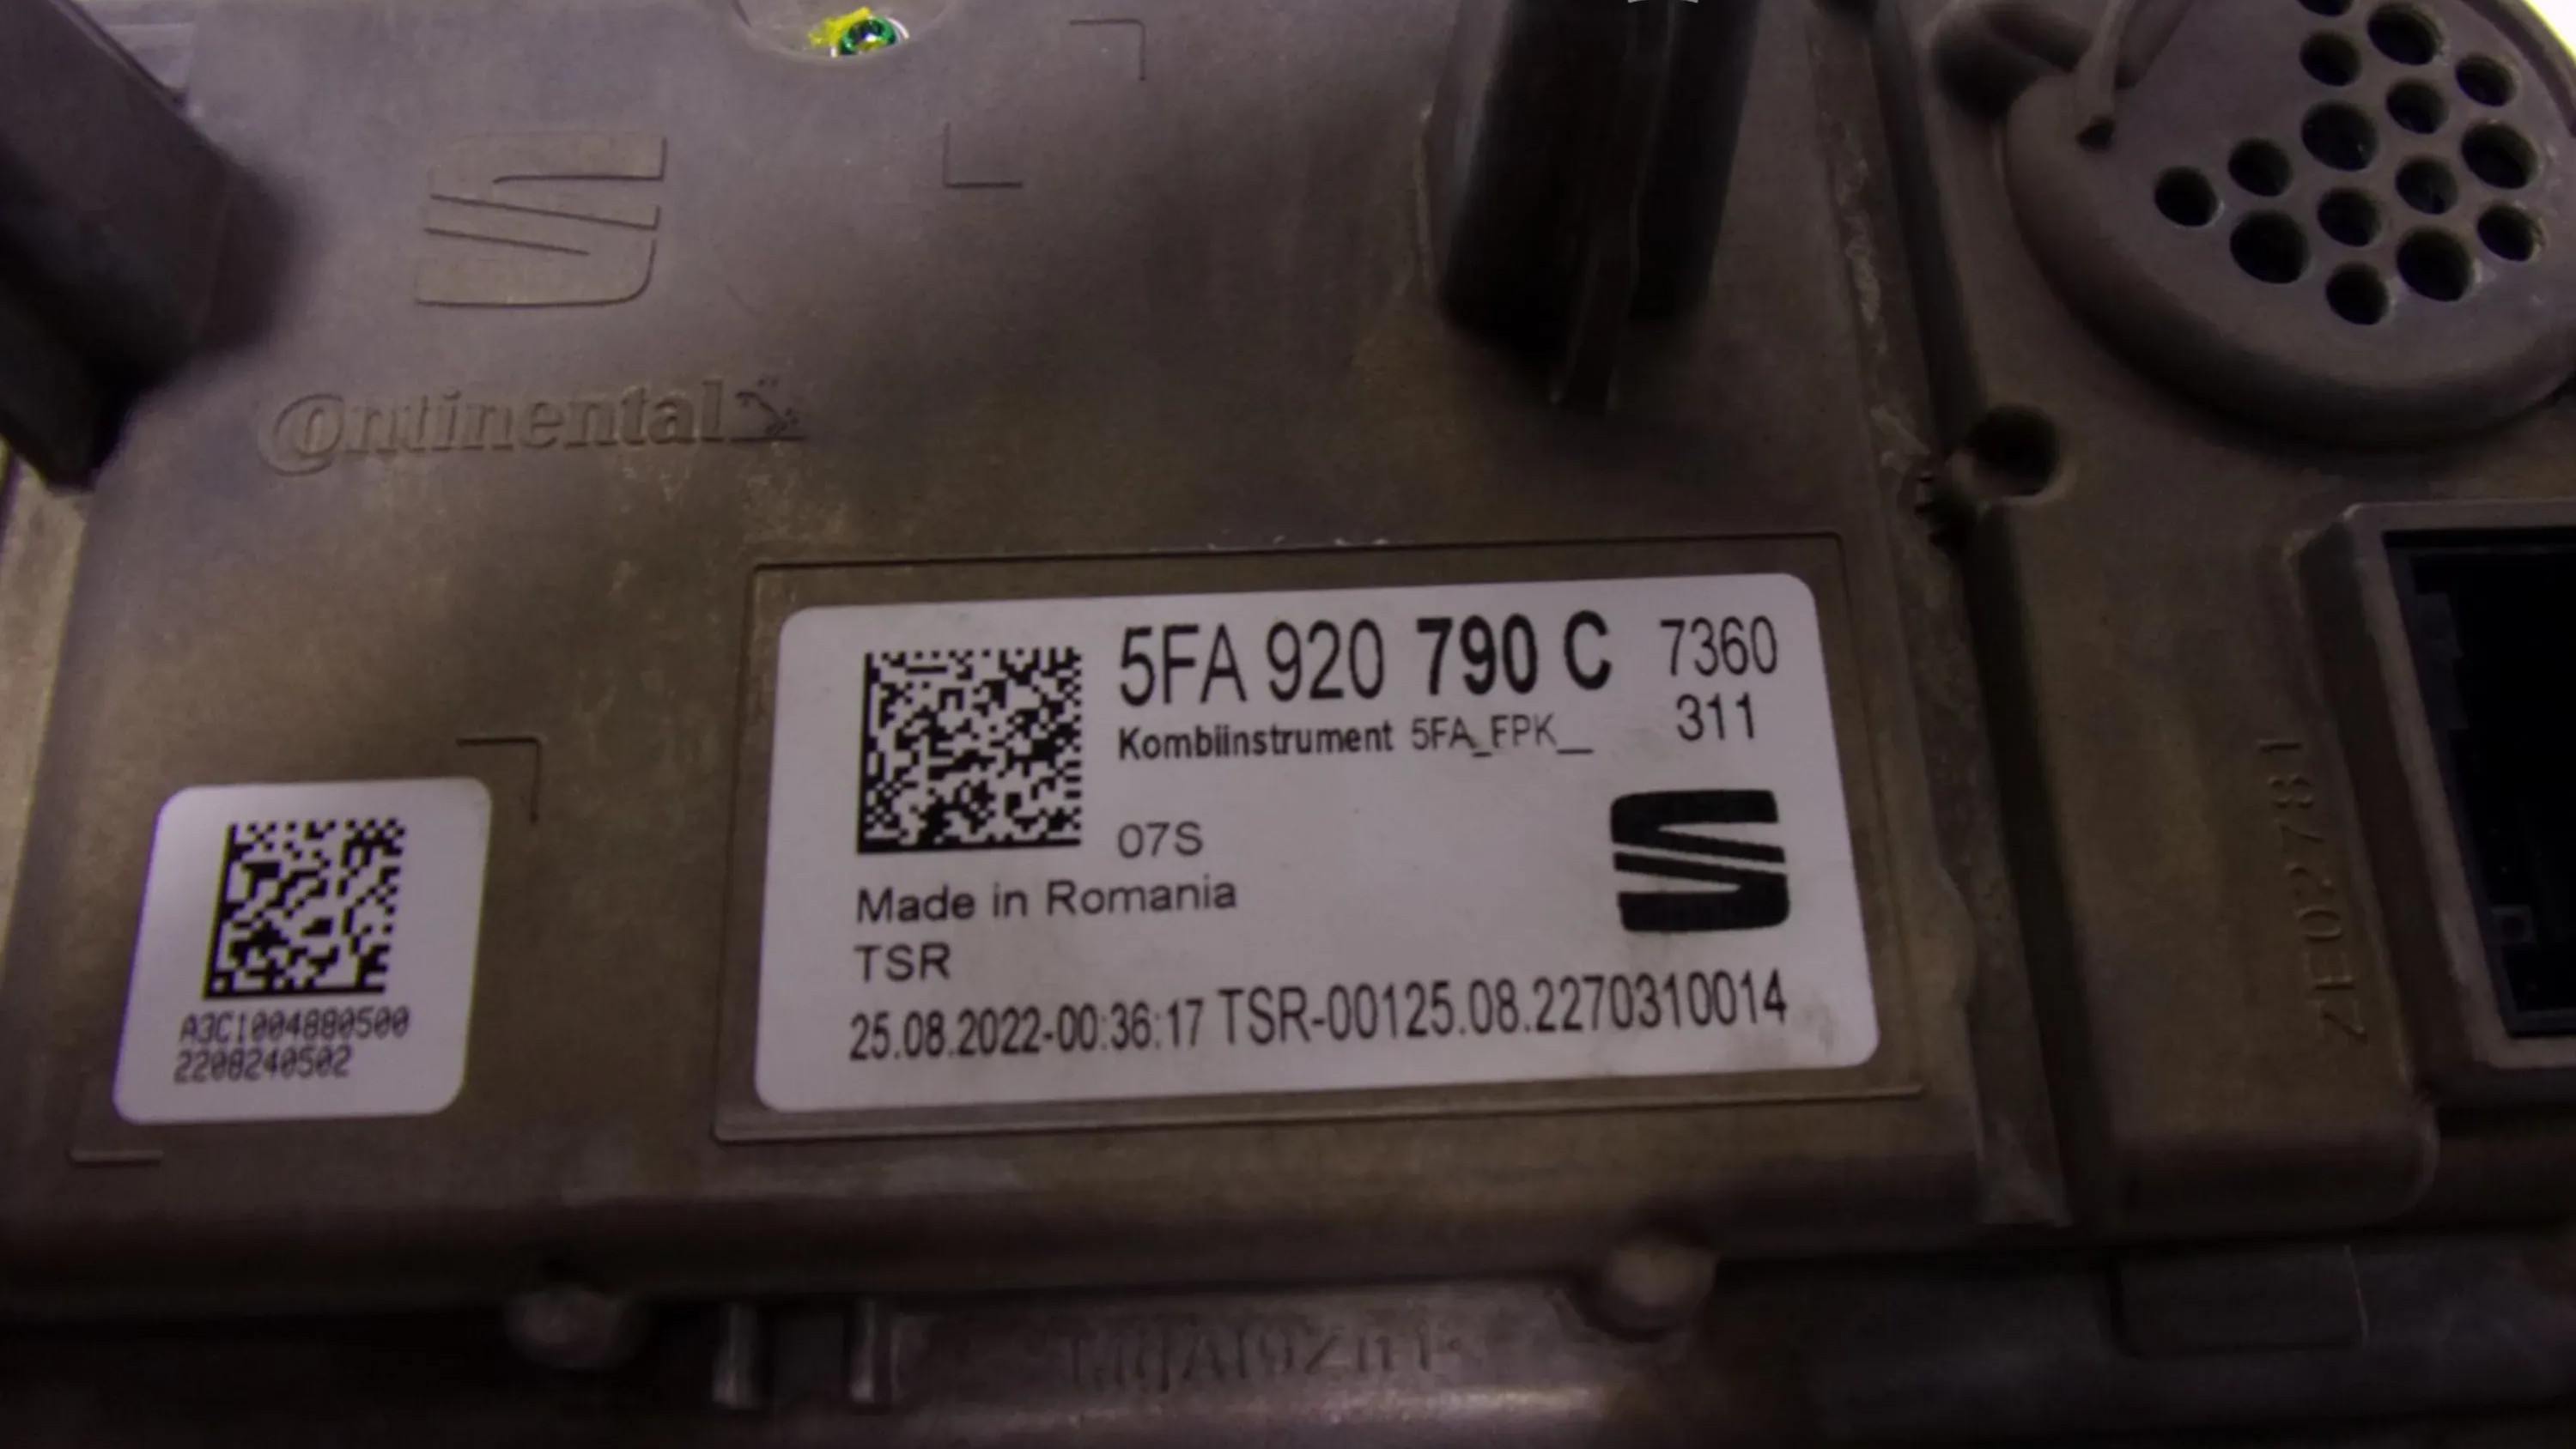 Continental
5FA 920 790 C 7360
Kombiinstrument 5FA_FPK__ 311
07S
Made in Romania
TSR
25.08.2022-00:36:17 TSR-00125.08.2270310014
A3C1004880500
2208240502
ZE02781